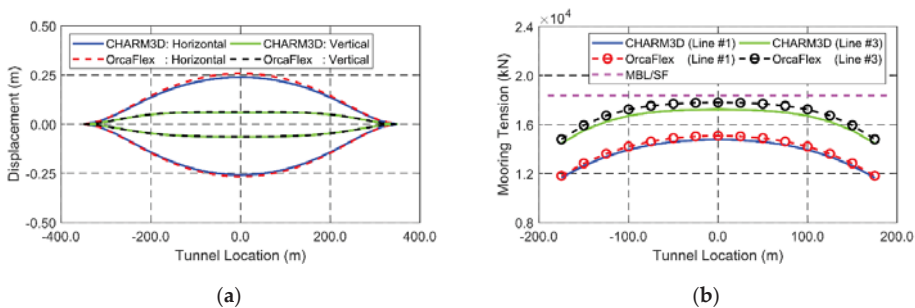 ×10⁴
CHARM3D: Horizontal CHARM3D: Vertical
OrcaFlex : Horizontal OrcaFlex : Vertical
0.50
0.25
0.00
-0.25
-0.50
Displacement (m)
-400.0 -200.0 0.0 200.0 400.0
Tunnel Location (m)
(a)
CHARM3D (Line #1) CHARM3D (Line #3)
OrcaFlex (Line #1) OrcaFlex (Line #3)
MBL/SF
2.4
2.0
1.6
1.2
0.8
Mooring Tension (kN)
-200.0 -100.0 0.0 100.0 200.0
Tunnel Location (m)
(b)